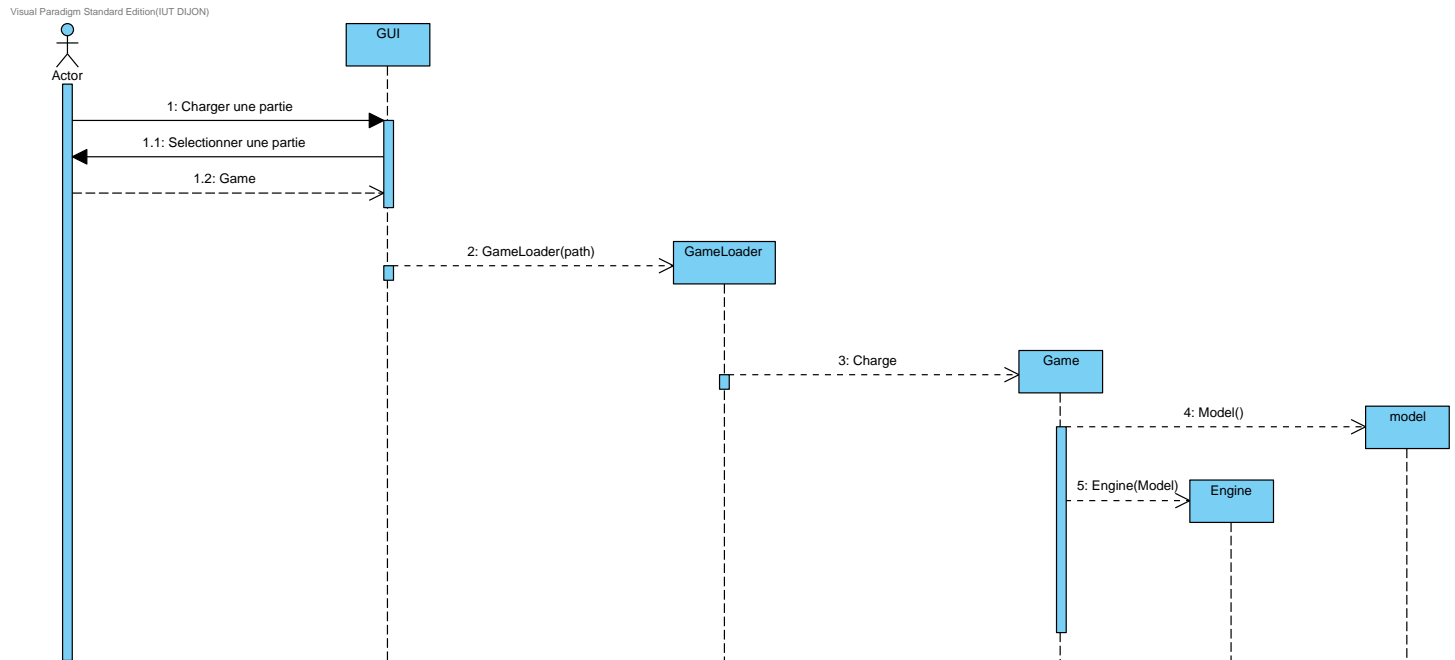 Visual Paradigm Standard Edition(IUT DIJON)
GUI
Actor
1: Charger une partie
1.1: Selectionner une partie
1.2: Game
2: GameLoader(path)
GameLoader
3: Charge
Game
4: Model()
model
5: Engine(Model)
Engine